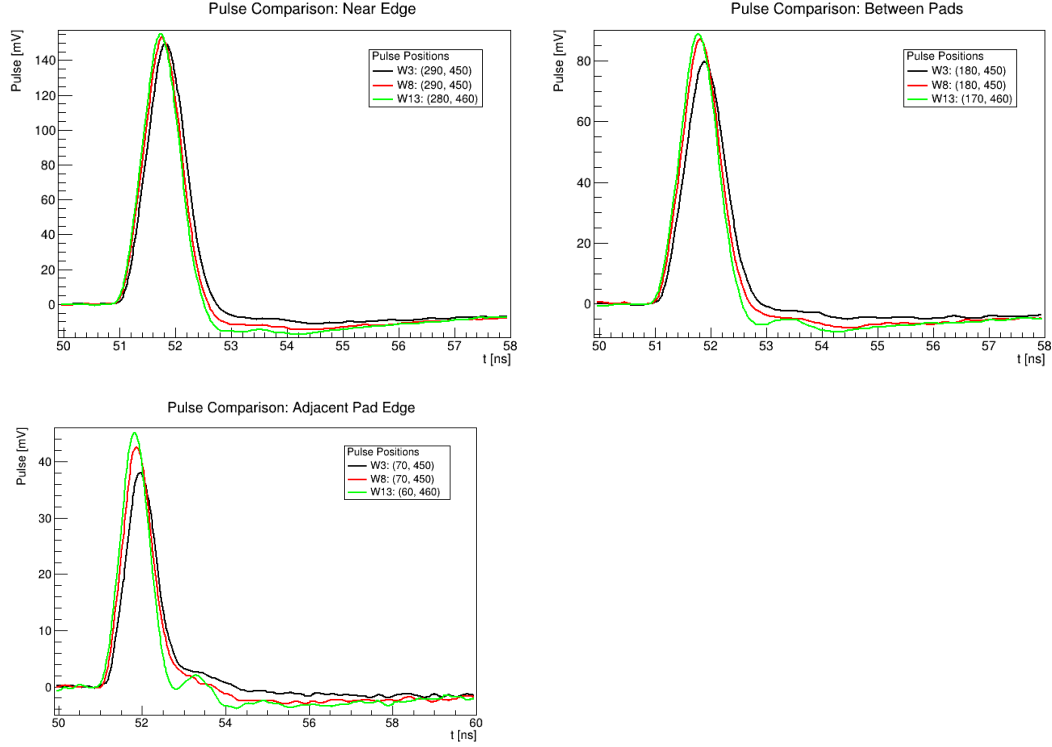 Pulse Comparison: Near Edge
Pulse [mV]
140
120
100
80
60
40
20
0
Pulse Positions
W3: (290, 450)
W8: (290, 450)
W13: (280, 460)
50 51 52 53 54 55 56 57 58
t [ns]
Pulse Comparison: Between Pads
Pulse [mV]
80
60
40
20
0
Pulse Positions
W3: (180, 450)
W8: (180, 450)
W13: (170, 460)
50 51 52 53 54 55 56 57 58
t [ns]
Pulse Comparison: Adjacent Pad Edge
Pulse [mV]
40
30
20
10
0
Pulse Positions
W3: (70, 450)
W8: (70, 450)
W13: (60, 460)
50 52 54 56 58 60
t [ns]